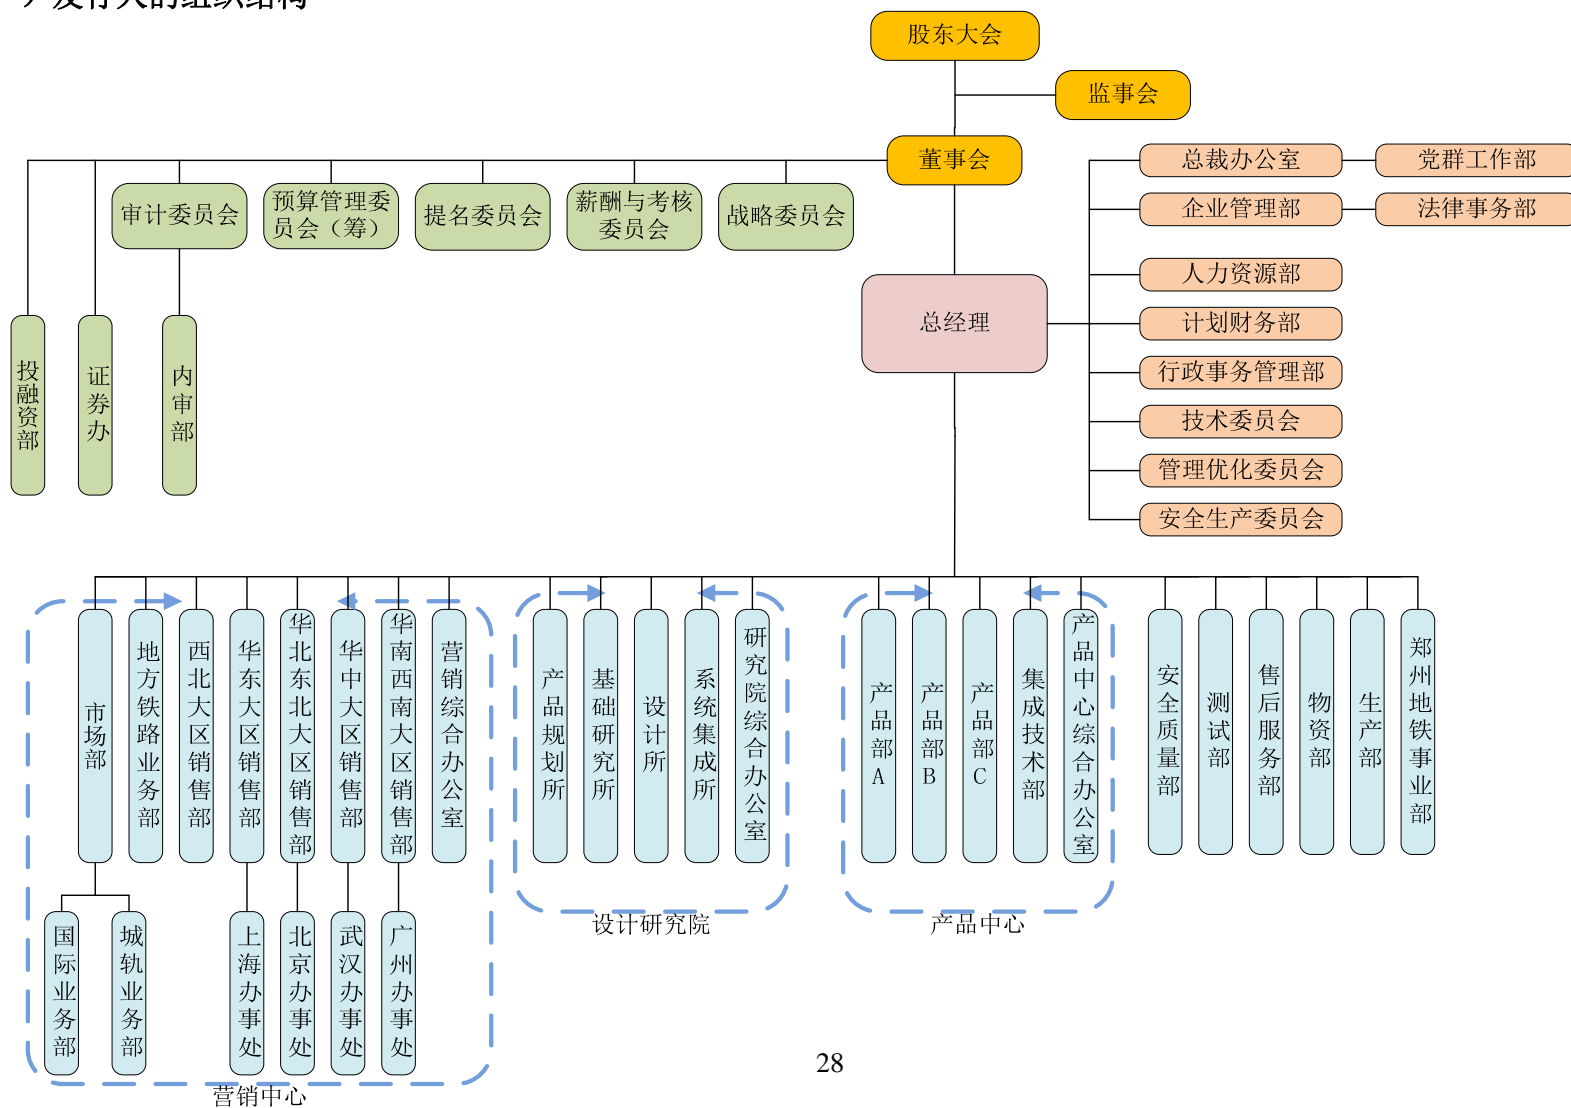 及发行人的组织结构
股东大会
监事会
董事会
总裁办公室
党群工作部
企业管理部
法律事务部
审计委员会
预算管理委
员会（筹）
提名委员会
薪酬与考核
委员会
战略委员会
人力资源部
总经理
计划财务部
行政事务管理部
技术委员会
管理优化委员会
安全生产委员会
投融资部
证券办
内审部
市场部
地方铁路业务部
西北大区销售部
华东大区销售部
华北东北大区销售部
华中大区销售部
华南西南大区销售部
营销综合办公室
产品规划所
基础研究所
设计所
系统集成所
研究院综合办公室
产品部A
产品部B
产品部C
集成技术部
产品中心综合办公室
安全质量部
测试部
售后服务部
物资部
生产部
郑州地铁事业部
国际业务部
城轨业务部
上海办事处
北京办事处
武汉办事处
广州办事处
设计研究院
产品中心
营销中心
28